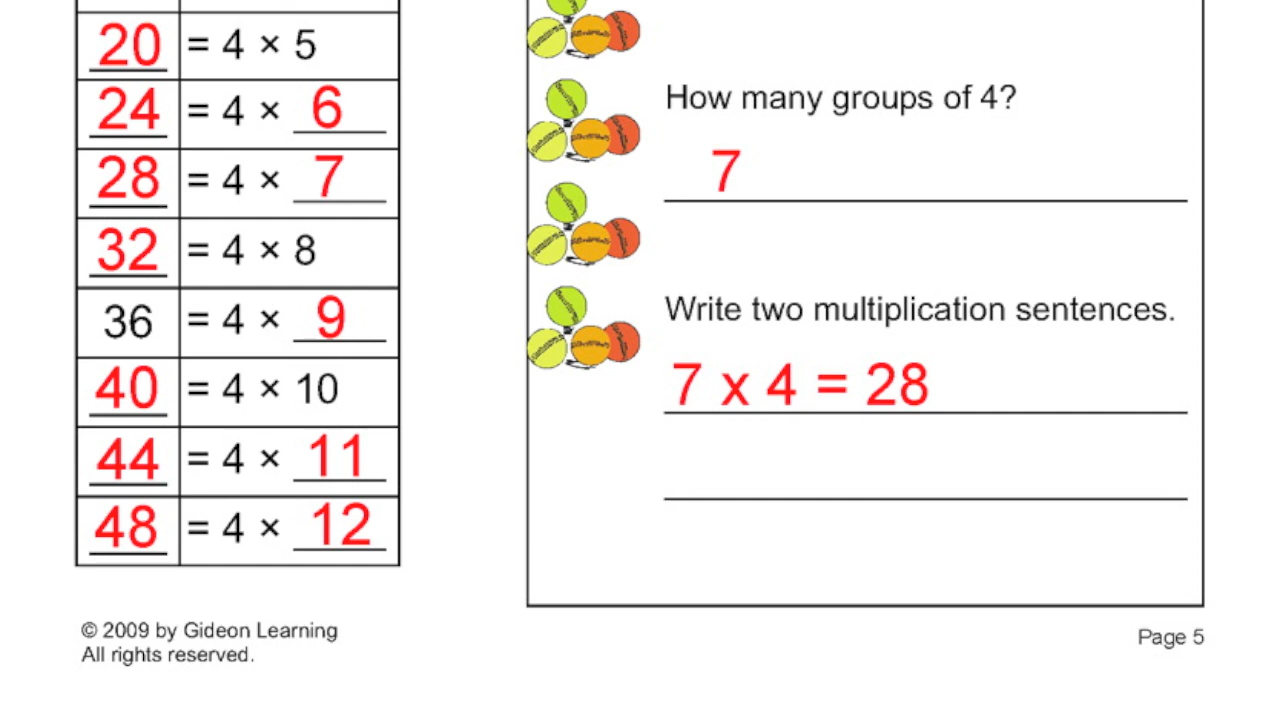 20 = 4 × 5
24 = 4 × 6
28 = 4 × 7
32 = 4 × 8
36 = 4 × 9
40 = 4 × 10
44 = 4 × 11
48 = 4 × 12
How many groups of 4?
7
Write two multiplication sentences.
7 x 4 = 28
© 2009 by Gideon Learning
All rights reserved.
Page 5